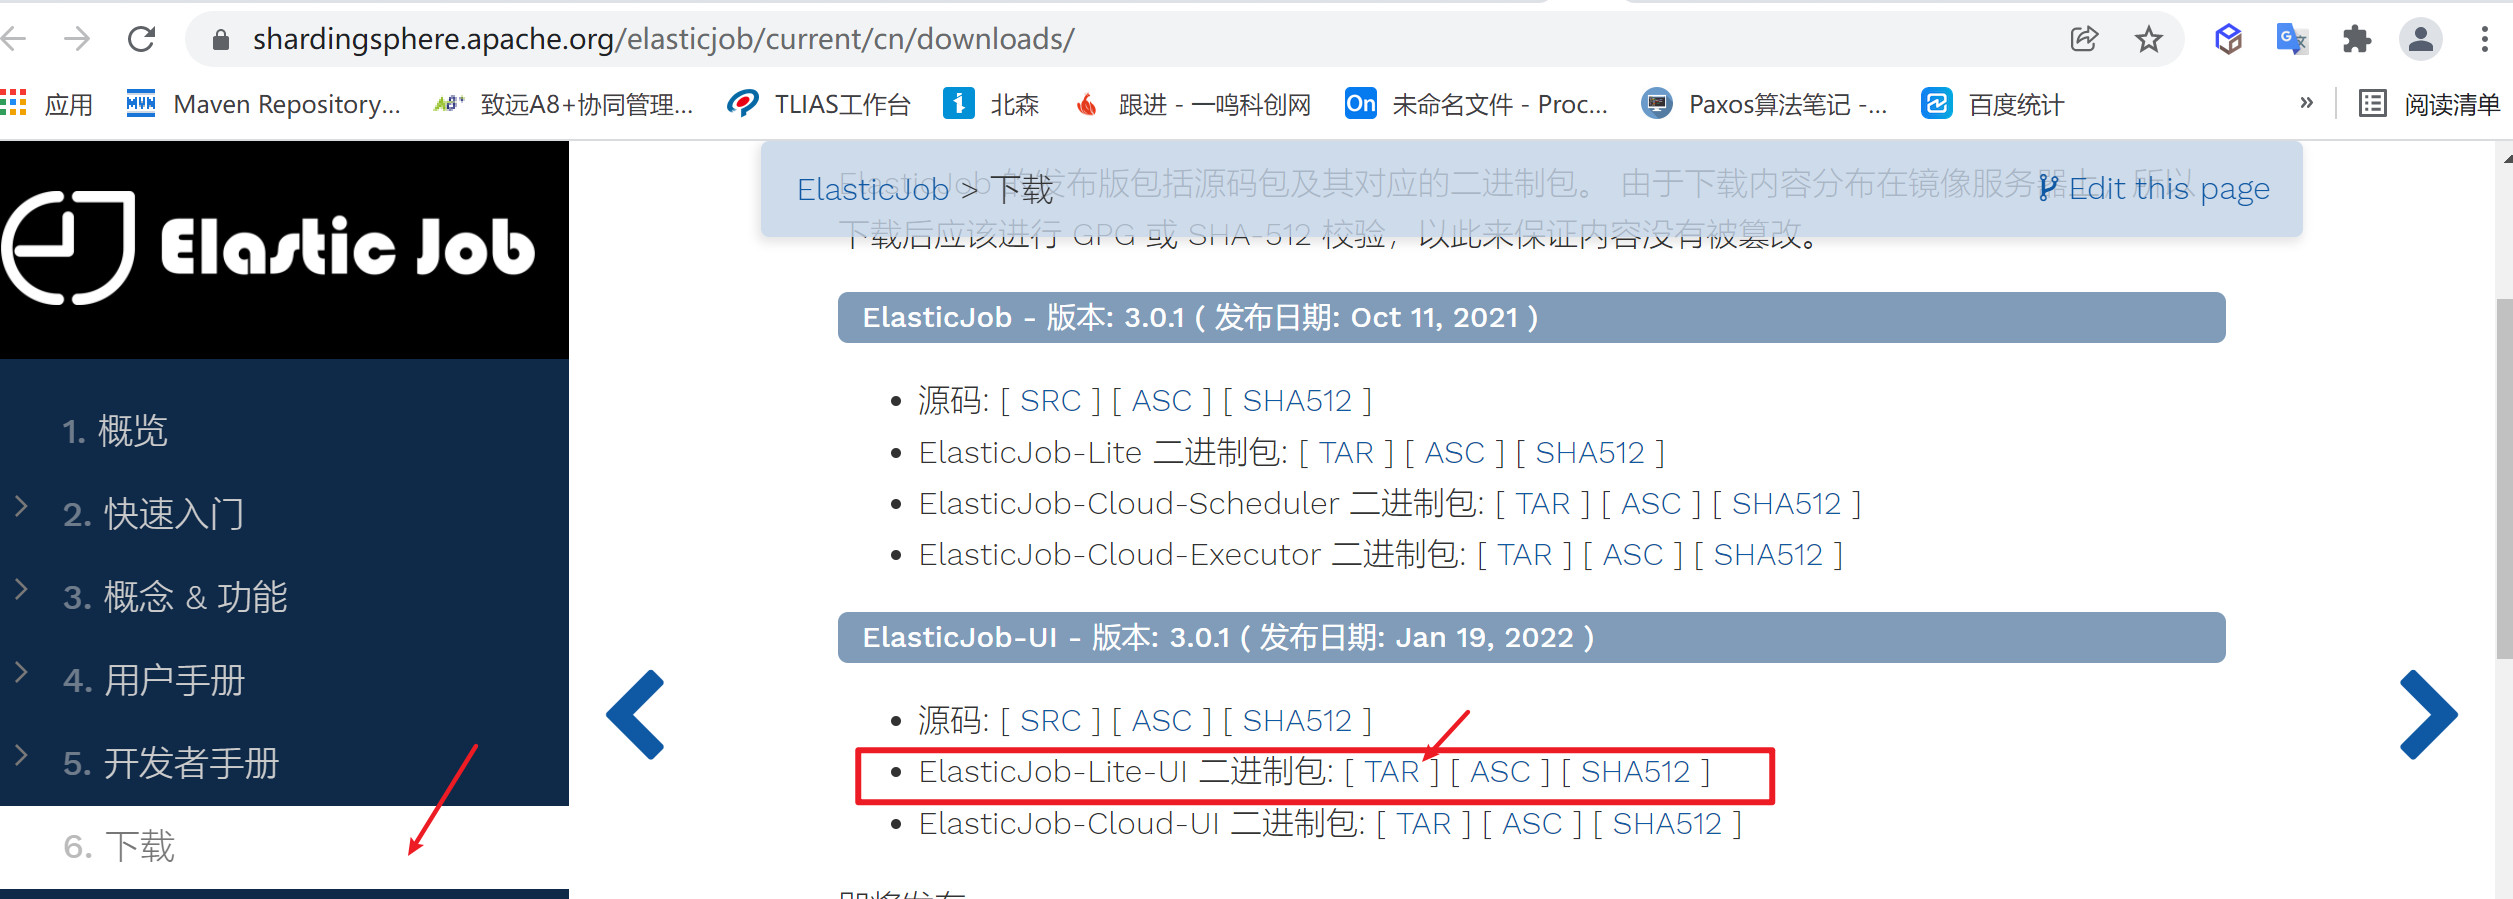 shardingsphere.apache.org/elasticjob/current/cn/downloads/
应用 Maven Repository... 致远A8+协同管理... TLIAS工作台 北森 跟进 - 一鸣科创网 未命名文件 - Proc... Paxos算法笔记 -... 百度统计 » 阅读清单
Elastic Job
1. 概览
2. 快速入门
3. 概念 & 功能
4. 用户手册
5. 开发者手册
6. 下载
ElasticJob > 下载
Edit this page
ElasticJob 的发布版包括源码包及其对应的二进制包。 由于下载内容分布在镜像服务器上，所以
下载后应该进行 GPG 或 SHA-512 校验，以此来保证内容没有被篡改。
ElasticJob - 版本: 3.0.1 ( 发布日期: Oct 11, 2021 )
源码: [ SRC ] [ ASC ] [ SHA512 ]
ElasticJob-Lite 二进制包: [ TAR ] [ ASC ] [ SHA512 ]
ElasticJob-Cloud-Scheduler 二进制包: [ TAR ] [ ASC ] [ SHA512 ]
ElasticJob-Cloud-Executor 二进制包: [ TAR ] [ ASC ] [ SHA512 ]
ElasticJob-UI - 版本: 3.0.1 ( 发布日期: Jan 19, 2022 )
源码: [ SRC ] [ ASC ] [ SHA512 ]
ElasticJob-Lite-UI 二进制包: [ TAR ] [ ASC ] [ SHA512 ]
ElasticJob-Cloud-UI 二进制包: [ TAR ] [ ASC ] [ SHA512 ]